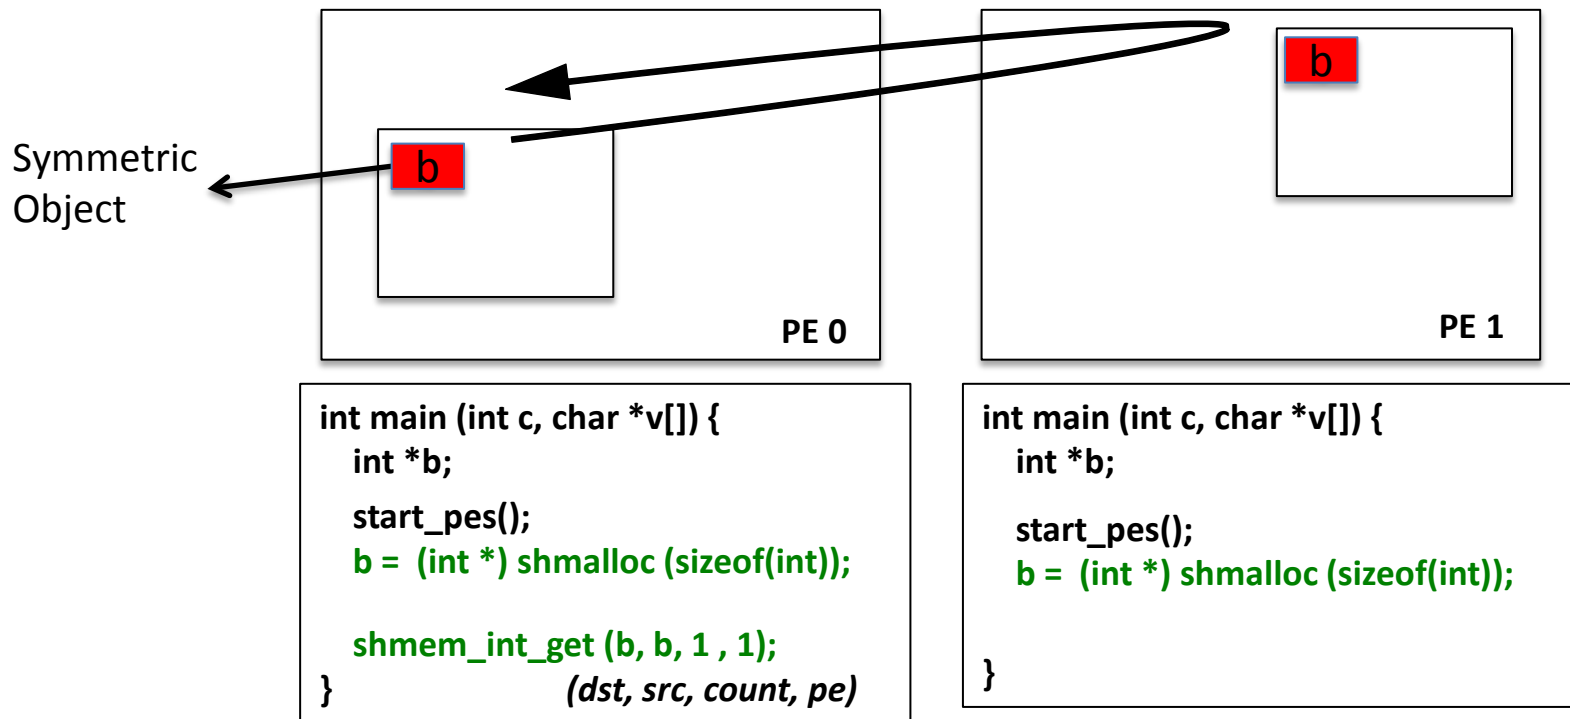 Symmetric
Object
b
PE 0
b
PE 1
int main (int c, char *v[]) {
int *b;
start_pes();
b =  (int *) shmalloc (sizeof(int));
shmem_int_get (b, b, 1 , 1);
} (dst, src, count, pe)
int main (int c, char *v[]) {
int *b;
start_pes();
b =  (int *) shmalloc (sizeof(int));
}